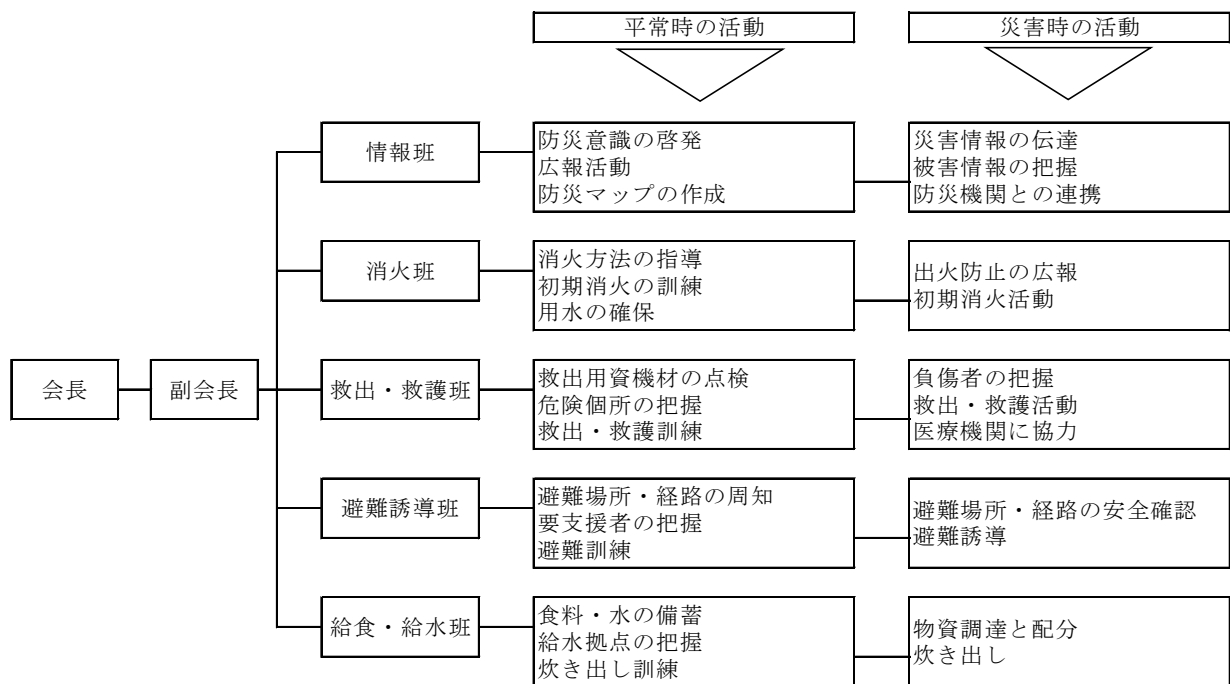 平常時の活動
災害時の活動
情報班
防災意識の啓発
広報活動
防災マップの作成
災害情報の伝達
被害情報の把握
防災機関との連携
消火班
消火方法の指導
初期消火の訓練
用水の確保
出火防止の広報
初期消火活動
会長
副会長
救出・救護班
救出用資機材の点検
危険個所の把握
救出・救護訓練
負傷者の把握
救出・救護活動
医療機関に協力
避難誘導班
避難場所・経路の周知
要支援者の把握
避難訓練
避難場所・経路の安全確認
避難誘導
給食・給水班
食料・水の備蓄
給水拠点の把握
炊き出し訓練
物資調達と配分
炊き出し